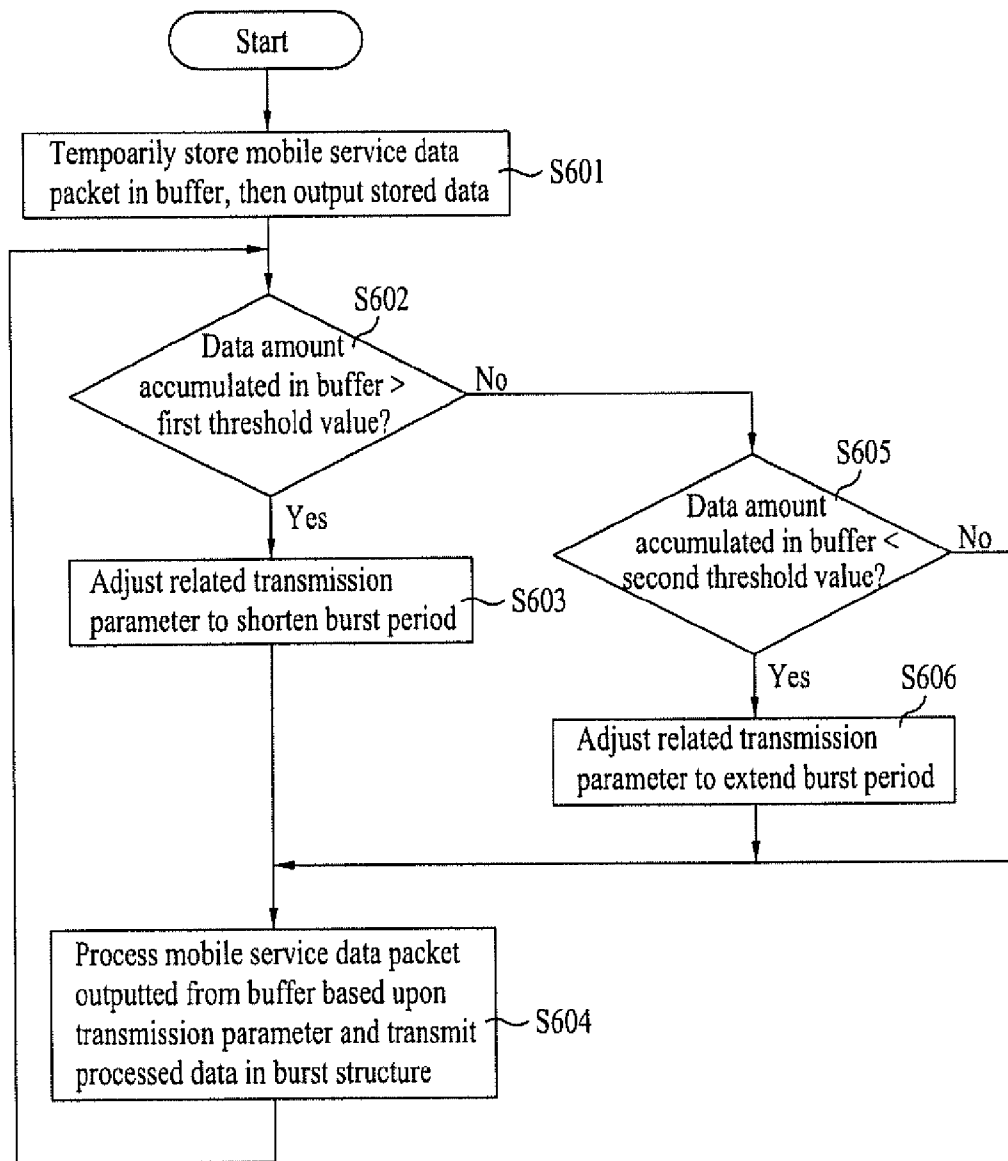 Start
Tempoarily store mobile service data
packet in buffer, then output stored data
S601
S602
Data amount
accumulated in buffer >
first threshold value?
No
Yes
S605
Data amount
accumulated in buffer <
second threshold value?
No
Yes
Adjust related transmission
parameter to shorten burst period
S603
S606
Adjust related transmission
parameter to extend burst period
Process mobile service data packet
outputted from buffer based upon
transmission parameter and transmit
processed data in burst structure
S604